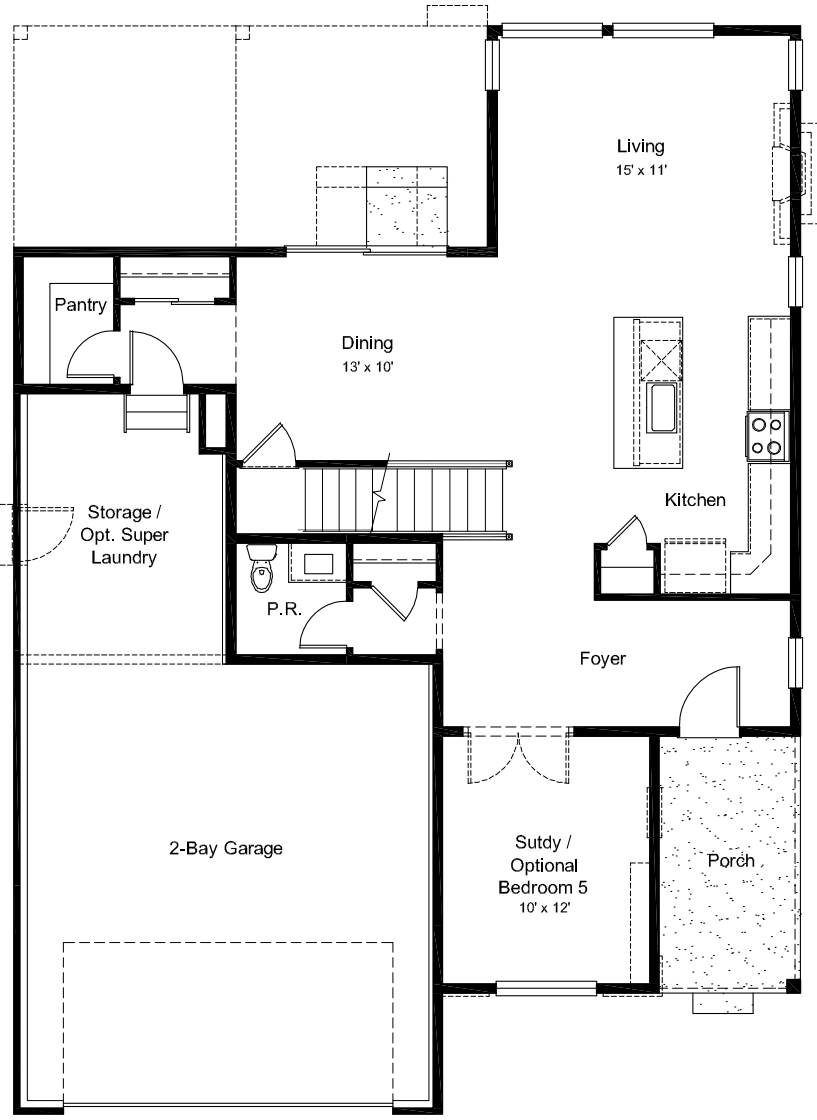 Living
15' x 11'
Pantry
Dining
13' x 10'
Kitchen
Storage /
Opt. Super
Laundry
P.R.
Foyer
2-Bay Garage
Sutdy /
Optional
Bedroom 5
10' x 12'
Porch